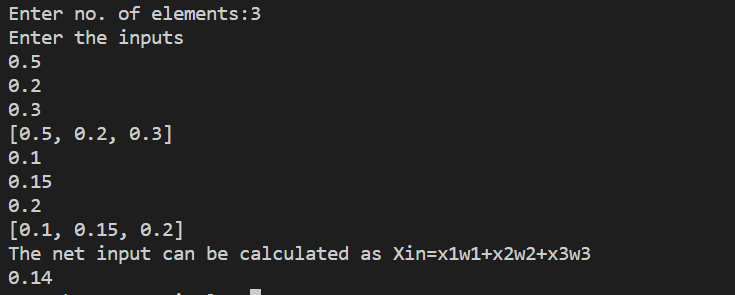 Enter no. of elements:3
Enter the inputs
0.5
0.2
0.3
[0.5, 0.2, 0.3]
0.1
0.15
0.2
[0.1, 0.15, 0.2]
The net input can be calculated as Xin=x1w1+x2w2+x3w3
0.14